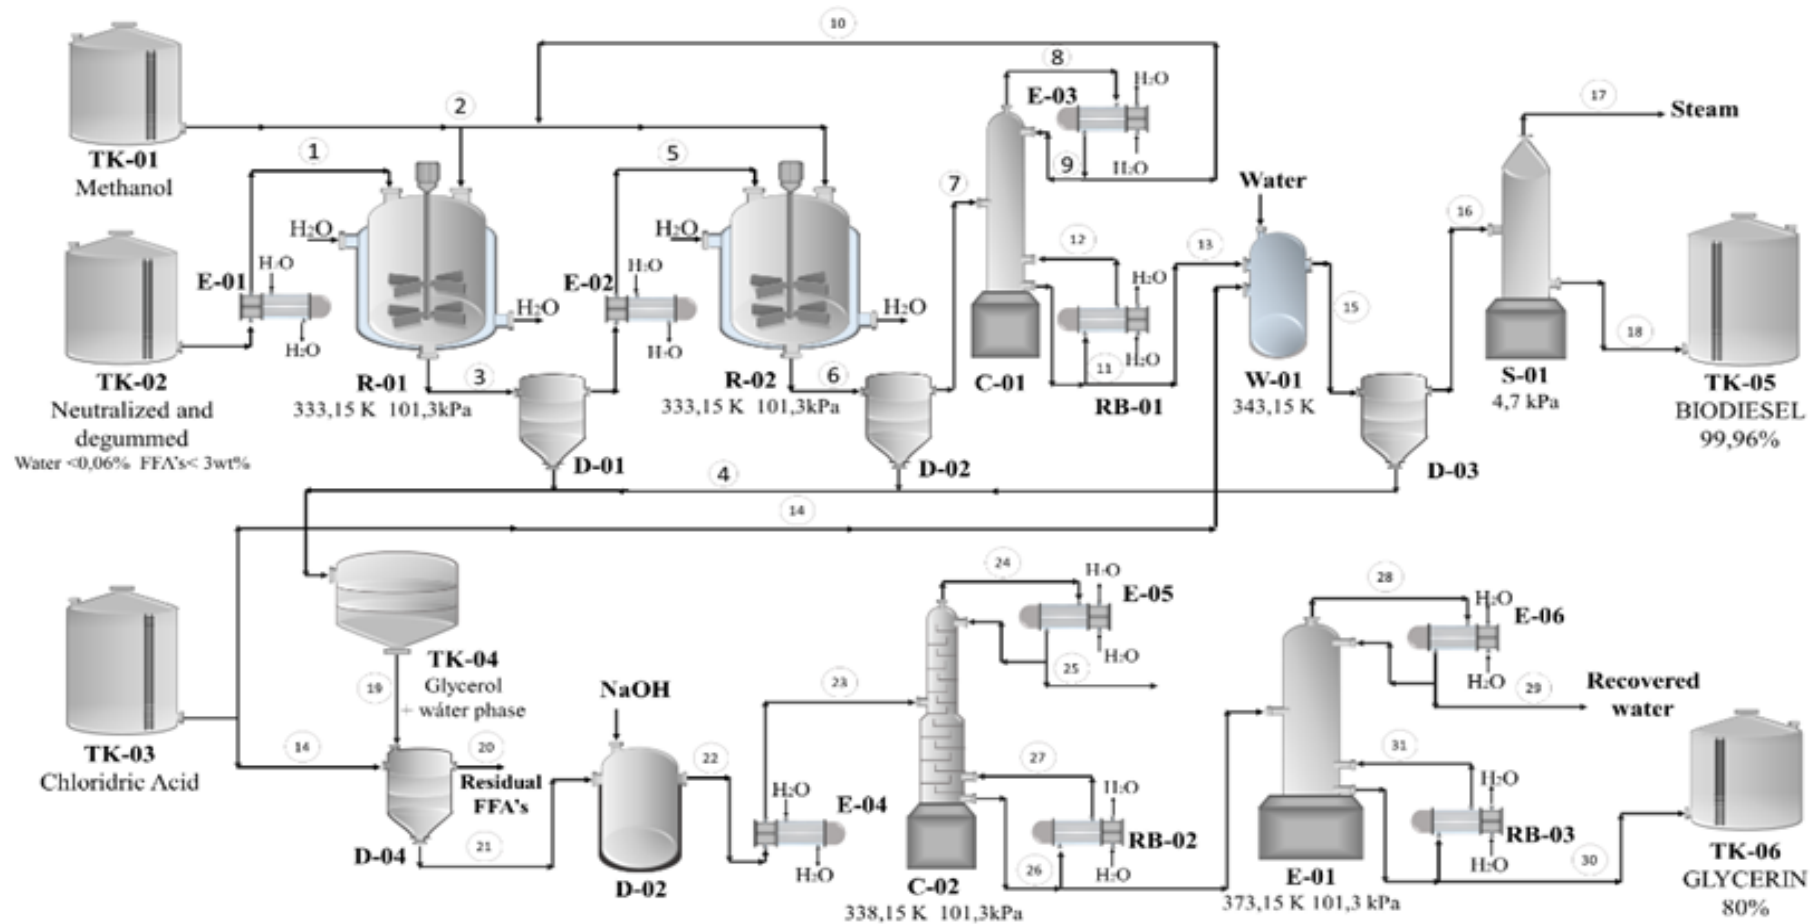 10
8
H₂O
E-03
2
17
Steam
TK-01
Methanol
1
5
9
H₂O
7
Water
H₂O
H₂O
16
12
13
H₂O
H₂O
E-01
E-02
H₂O
H₂O
H₂O
15
18
H₂O
H₂O
H₂O
11
TK-02
Neutralized and
degummed
Water <0,06% FFA's< 3wt%
R-01
333,15 K 101,3kPa
3
R-02
333,15 K 101,3kPa
6
C-01
RB-01
W-01
343,15 K
S-01
4,7 kPa
TK-05
BIODIESEL
99,96%
D-01
D-02
D-03
4
14
24
H₂O
E-05
28
H₂O
E-06
TK-04
Glycerol
+ wáter phase
19
H₂O
25
H₂O
29
Recovered
water
NaOH
23
TK-03
Chloridric Acid
14
20
Residual
FFA's
22
27
31
H₂O
E-04
H₂O
H₂O
RB-02
RB-03
D-04
21
H₂O
H₂O
H₂O
26
30
D-02
C-02
338,15 K 101,3kPa
E-01
373,15 K 101,3 kPa
TK-06
GLYCERIN
80%